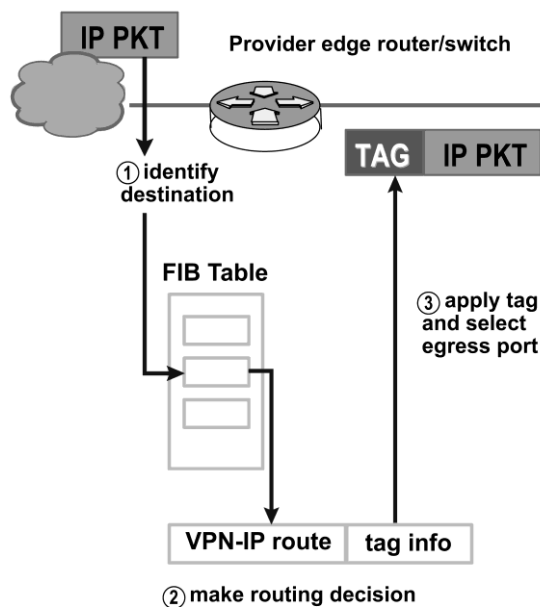 IP PKT
Provider edge router/switch
TAG IP PKT
① identify
destination
FIB Table
③ apply tag
and select
egress port
VPN-IP route tag info
② make routing decision